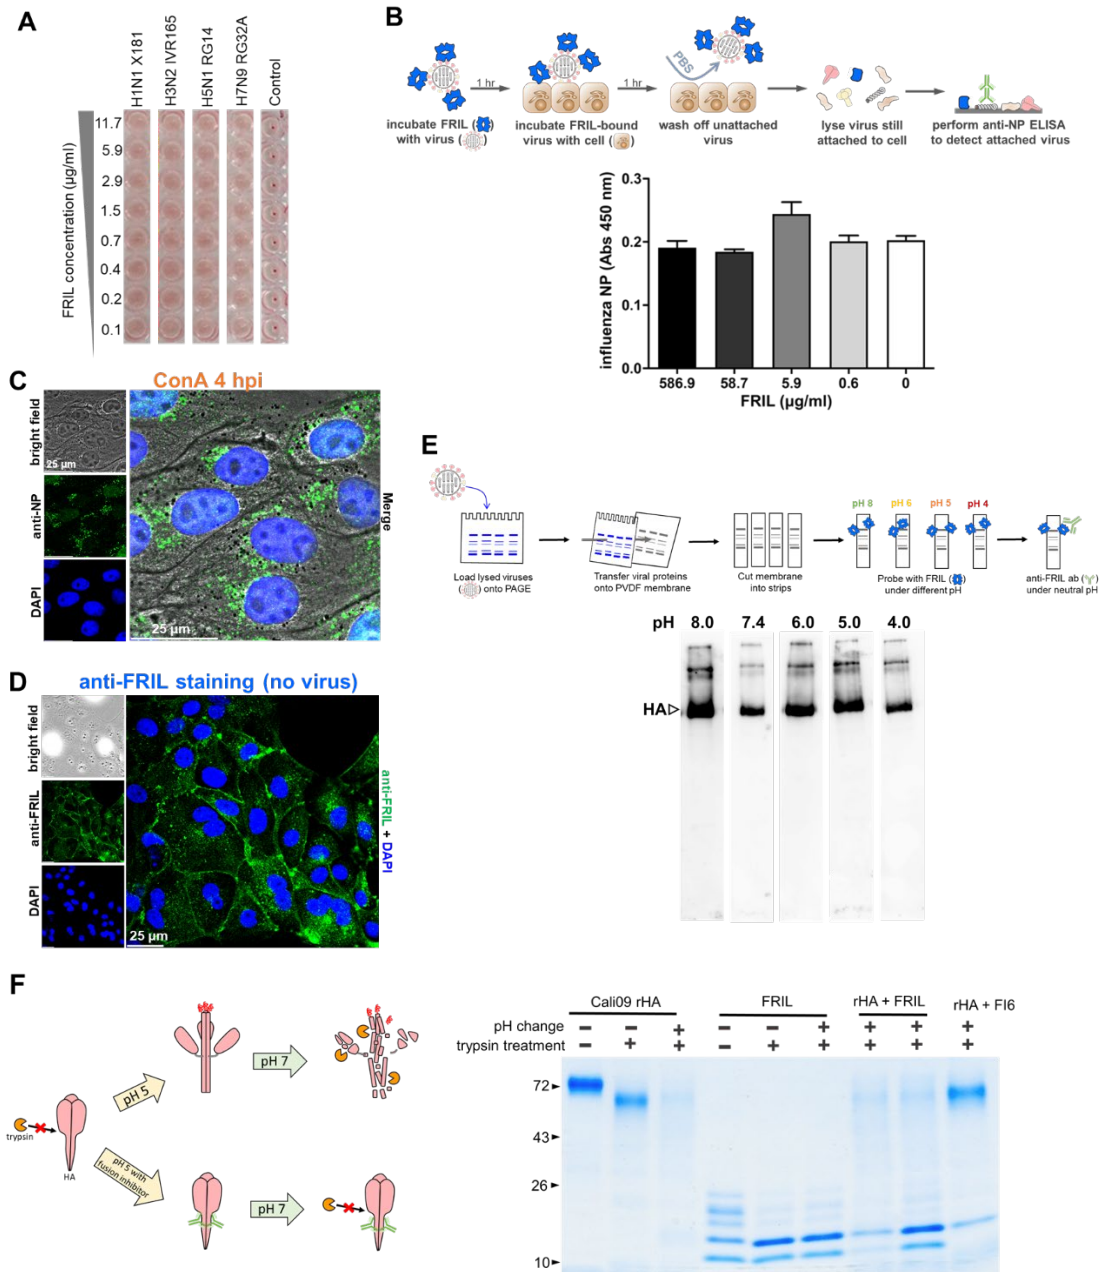 A
H1N1 X181
H3N2 IVR165
H5N1 RG14
H7N9 RG32A
Control
FRIL concentration (µg/ml)
11.7
5.9
2.9
1.5
0.7
0.4
0.2
0.1
B
1 hr
1 hr
PBS
incubate FRIL ( )
with virus ( )
incubate FRIL-bound
virus with cell ( )
wash off unattached
virus
lyse virus still
attached to cell
perform anti-NP ELISA
to detect attached virus
influenza NP (Abs 450 nm)
0.3
0.2
0.1
0.0
586.9 58.7 5.9 0.6 0
FRIL (µg/ml)
C
ConA 4 hpi
bright field
25 µm
anti-NP
DAPI
Merge
25 µm
D
anti-FRIL staining (no virus)
bright field
anti-FRIL
DAPI
anti-FRIL + DAPI
25 µm
E
pH 8 pH 6 pH 5 pH 4
Load lysed viruses
( ) onto PAGE
Transfer viral proteins
onto PVDF membrane
Cut membrane
into strips
Probe with FRIL ( )
under different pH
anti-FRIL ab ( )
under neutral pH
pH 8.0 7.4 6.0 5.0 4.0
HA
F
trypsin
HA
pH 5
pH 7
pH 5 with
fusion inhibitor
pH 7
Cali09 rHA FRIL rHA + FRIL rHA + FI6
pH change − − + − − + + + +
trypsin treatment − + + − + + + + +
72
43
26
10